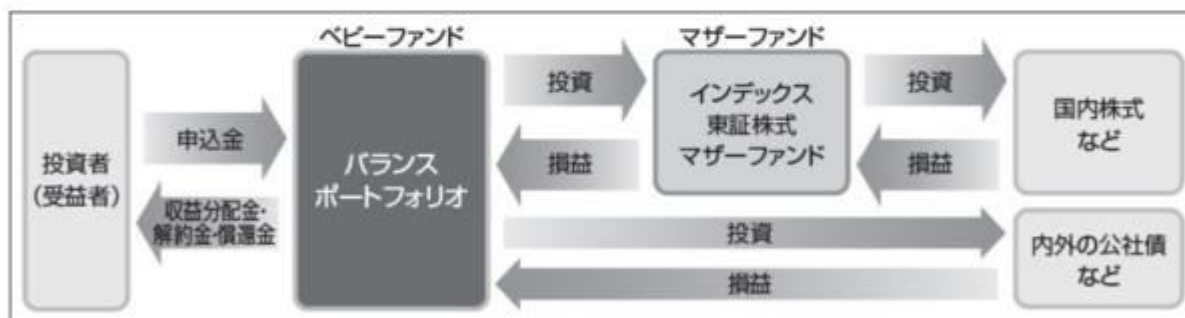 ベビーファンド
マザーファンド
投資者
(受益者)
申込金
収益分配金・
解約金・償還金
バランス
ポートフォリオ
投資
損益
インデックス
東証株式
マザーファンド
投資
損益
国内株式
など
投資
損益
内外の公社債
など